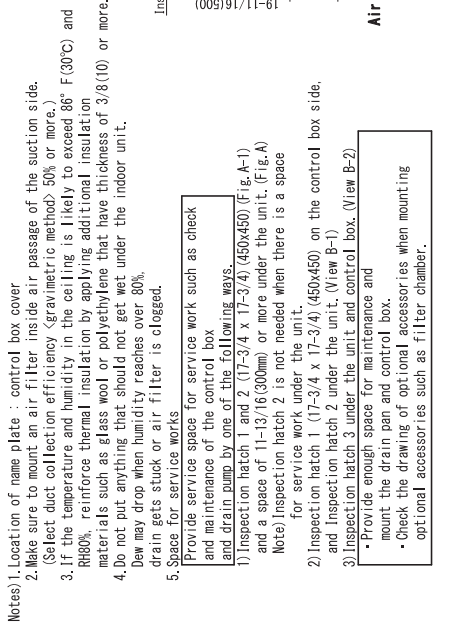 Notes) 1. Location of name plate : control box cover
2. Make sure to mount an air filter inside air passage of the suction side.
(Select duct collection efficiency <gravimetric method> 50% or more.)
3. If the temperature and humidity in the ceiling is likely to exceed 86° F(30℃) and
RH80%, reinforce thermal insulation by applying additional insulation
materials such as glass wool or polyethylene that have thickness of 3/8(10) or more.
4. Do not put anything that should not get wet under the indoor unit.
Dew may drop when humidity reaches over 80%,
drain gets stuck or air filter is clogged.
5. Space for service works
Provide service space for service work such as check
and maintenance of the control box
and drain pump by one of the following ways.
1) Inspection hatch 1 and 2 (17-3/4 x 17-3/4) (450x450) (Fig. A-1)
and a space of 11-13/16(300mm) or more under the unit. (Fig. A)
Note) Inspection hatch 2 is not needed when there is a space
for service work under the unit.
2) Inspection hatch 1 (17-3/4 x 17-3/4) (450x450) on the control box side,
and Inspection hatch 2 under the unit. (View B-1)
3) Inspection hatch 3 under the unit and control box. (View B-2)
・Provide enough space for maintenance and
mount the drain pan and control box.
・Check the drawing of optional accessories when mounting
optional accessories such as filter chamber.
Ins
19-11/16(500)
Air